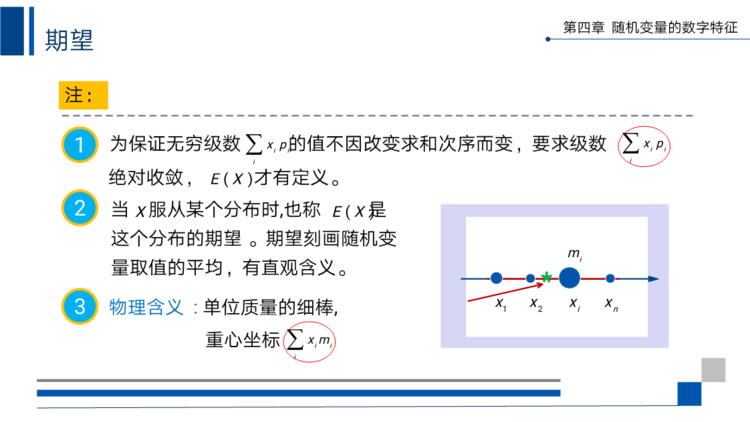 第四章 随机变量的数字特征
期望
注：
1 为保证无穷级数 ∑_i x_i p_i 的值不因改变求和次序而变，要求级数 ∑_i x_i p_i
绝对收敛， E ( X ) 才有定义。
2 当 X 服从某个分布时,也称 E ( X ) 是
这个分布的期望 。期望刻画随机变
量取值的平均，有直观含义。
3 物理含义 ：单位质量的细棒,
重心坐标 ∑_i x_i m_i
m_i
* 
x_1 x_2 x_i x_n